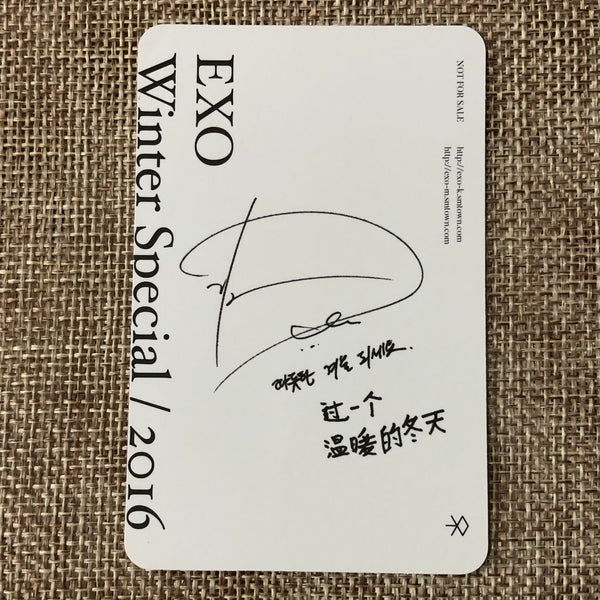 EXO
Winter Special / 2016
NOT FOR SALE
http://exo-k.smtown.com
http://exo-m.smtown.com
따뜻한 겨울 되세요.
过一个
温暖的冬天